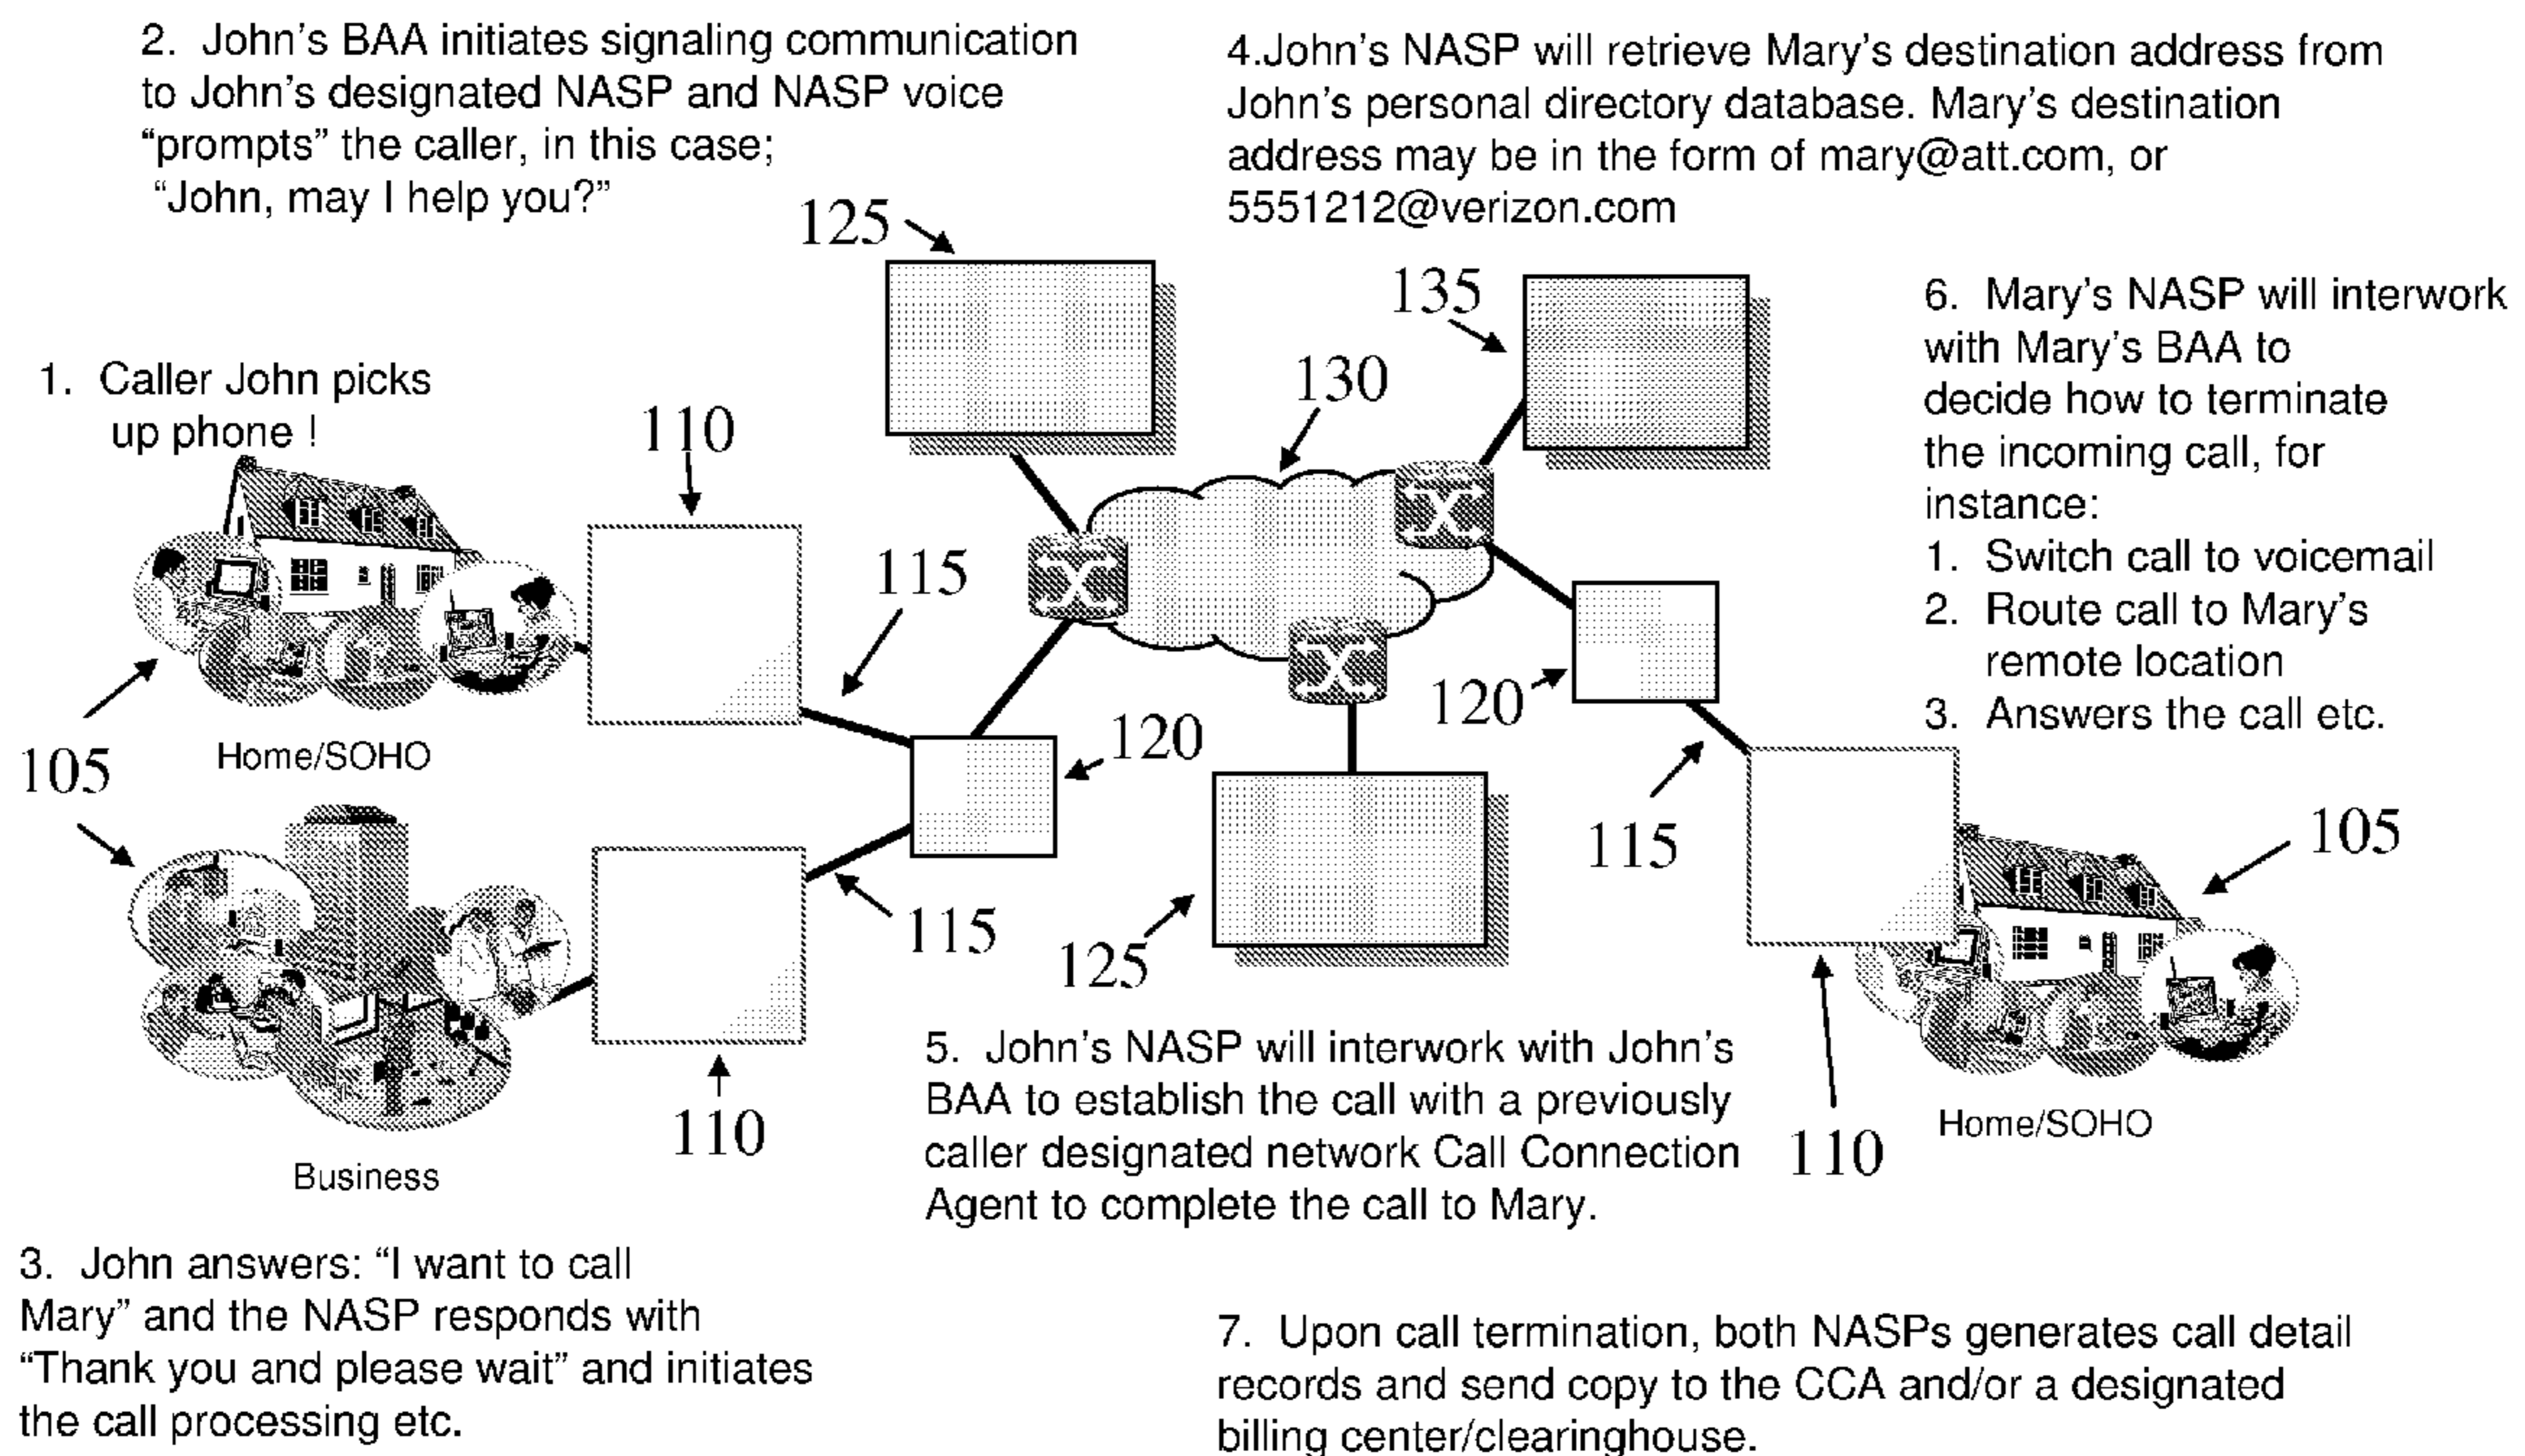 2.  John’s BAA initiates signaling communication
to John’s designated NASP and NASP voice
“prompts” the caller, in this case;
“John, may I help you?”
4.John’s NASP will retrieve Mary’s destination address from
John’s personal directory database. Mary’s destination
address may be in the form of mary@att.com, or
5551212@verizon.com
125
135
6.  Mary’s NASP will interwork
with Mary’s BAA to
decide how to terminate
the incoming call, for
instance:
1.  Switch call to voicemail
2.  Route call to Mary’s
remote location
3.  Answers the call etc.
1.  Caller John picks
up phone !
130
110
115
120
120
Home/SOHO
105
115
105
115
125
110
Business
5.  John’s NASP will interwork with John’s
BAA to establish the call with a previously
caller designated network Call Connection
Agent to complete the call to Mary.
110
Home/SOHO
3.  John answers: “I want to call
Mary” and the NASP responds with
“Thank you and please wait” and initiates
the call processing etc.
7.  Upon call termination, both NASPs generates call detail
records and send copy to the CCA and/or a designated
billing center/clearinghouse.